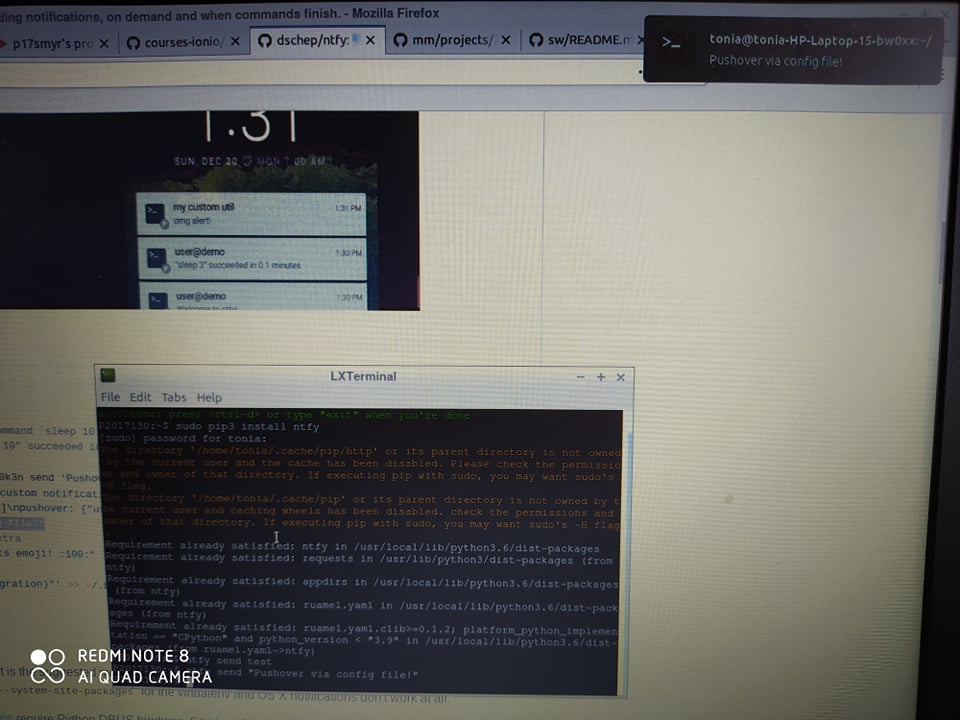 ding notifications, on demand and when commands finish. - Mozilla Firefox
p17smyr's pro
courses-ionio/
dschep/ntfy:
mm/projects/
sw/README.m
tonia@tonia-HP-Laptop-15-bw0xx:~/
Pushover via config file!
1:31
SUN, DEC 20 MON 7:00 AM
my custom util 1:31 PM
omg alert!
user@demo 1:30 PM
"sleep 3" succeeded in 0.1 minutes
user@demo 1:30 PM
LXTerminal
File Edit Tabs Help
asciinema: press <ctrl-d> or type "exit" when you're done
P2017130:~$ sudo pip3 install ntfy
[sudo] password for tonia:
The directory '/home/tonia/.cache/pip/http' or its parent directory is not owned
by the current user and the cache has been disabled. Please check the permissio
ns and owner of that directory. If executing pip with sudo, you may want sudo's
-H flag.
The directory '/home/tonia/.cache/pip' or its parent directory is not owned by t
he current user and caching wheels has been disabled. check the permissions and
owner of that directory. If executing pip with sudo, you may want sudo's -H flag
Requirement already satisfied: ntfy in /usr/local/lib/python3.6/dist-packages
Requirement already satisfied: requests in /usr/lib/python3/dist-packages (from
ntfy)
Requirement already satisfied: appdirs in /usr/local/lib/python3.6/dist-packages
(from ntfy)
Requirement already satisfied: ruamel.yaml in /usr/local/lib/python3.6/dist-pack
ages (from ntfy)
Requirement already satisfied: ruamel.yaml.clib>=0.1.2; platform_python_implemen
tation == "CPython" and python_version < "3.9" in /usr/local/lib/python3.6/dist-
packages (from ruamel.yaml->ntfy)
ntfy send test
send "Pushover via config file!"
ommand `sleep 10
10" succeeded i
0k3n send 'Pusho
custom notificat
]\npushover: {"u
file!"
xtra
ts emoji! :100:"
gration)"' >> ~/.
t is the
--system-site-packages` for the virtualenv and OS X notifications don't work at all.
require Python DBUS bindings.
REDMI NOTE 8
AI QUAD CAMERA